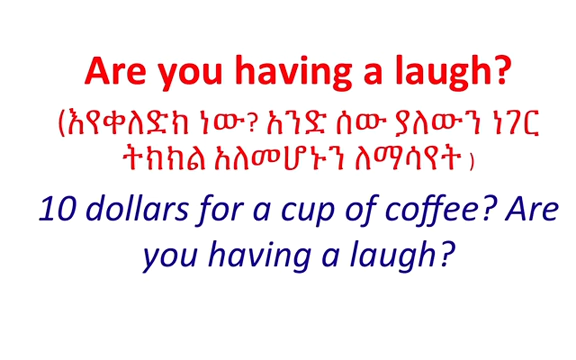 Are you having a laugh?
(እየቀለድክ ነው? አንድ ሰው ያለውን ነገር
ትክክል አለመሆኑን ለማሳየት )
10 dollars for a cup of coffee? Are
you having a laugh?